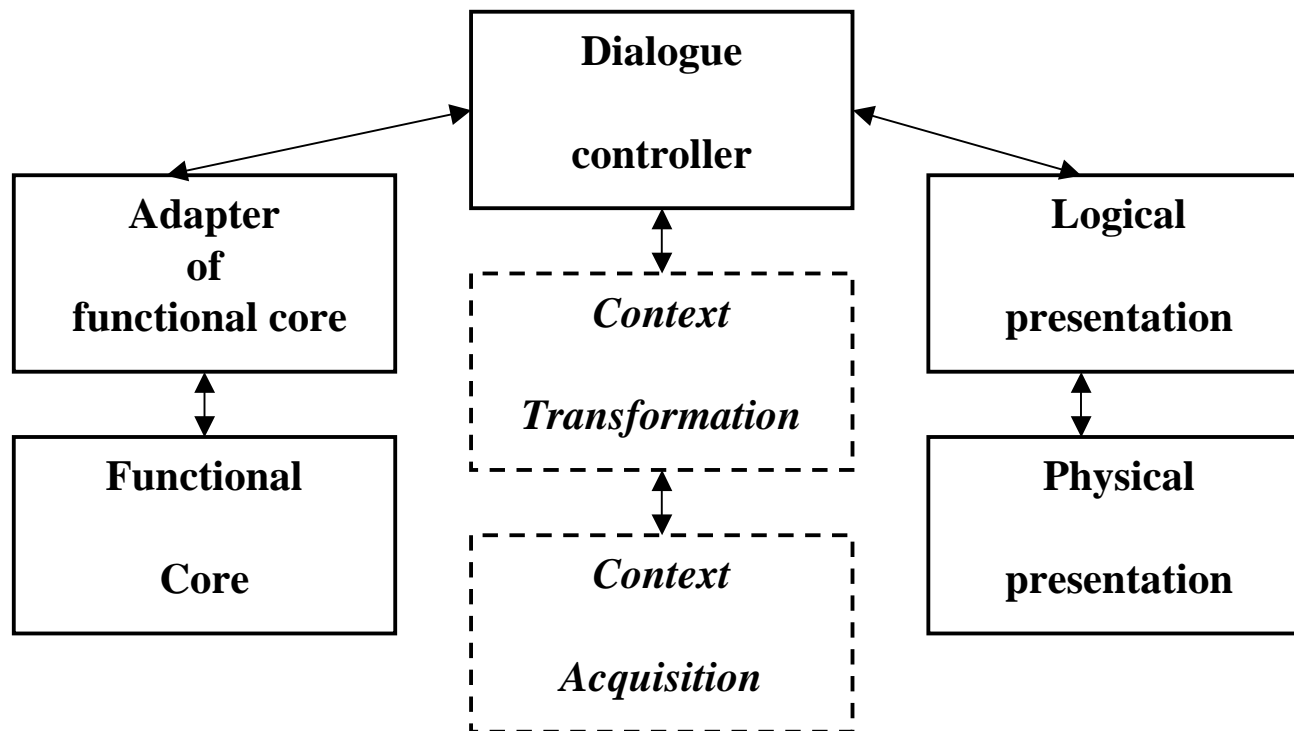 Dialogue
controller
Adapter
of
functional core
Logical
presentation
Context
Transformation
Functional
Core
Physical
presentation
Context
Acquisition